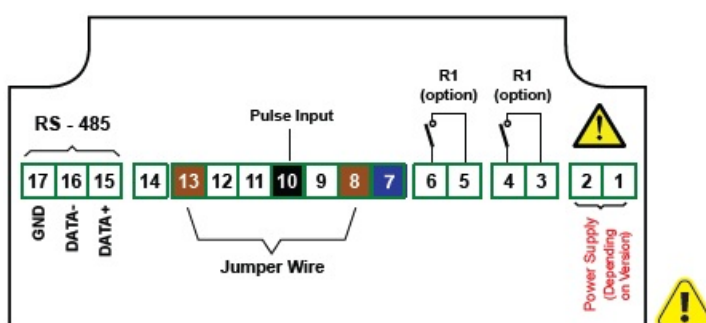 R1
(option)
R1
(option)
Pulse Input
RS - 485
17 16 15 14 13 12 11 10 9 8 7 6 5 4 3 2 1
GND
DATA-
DATA+
Jumper Wire
Power Supply
(Depending
on Version)